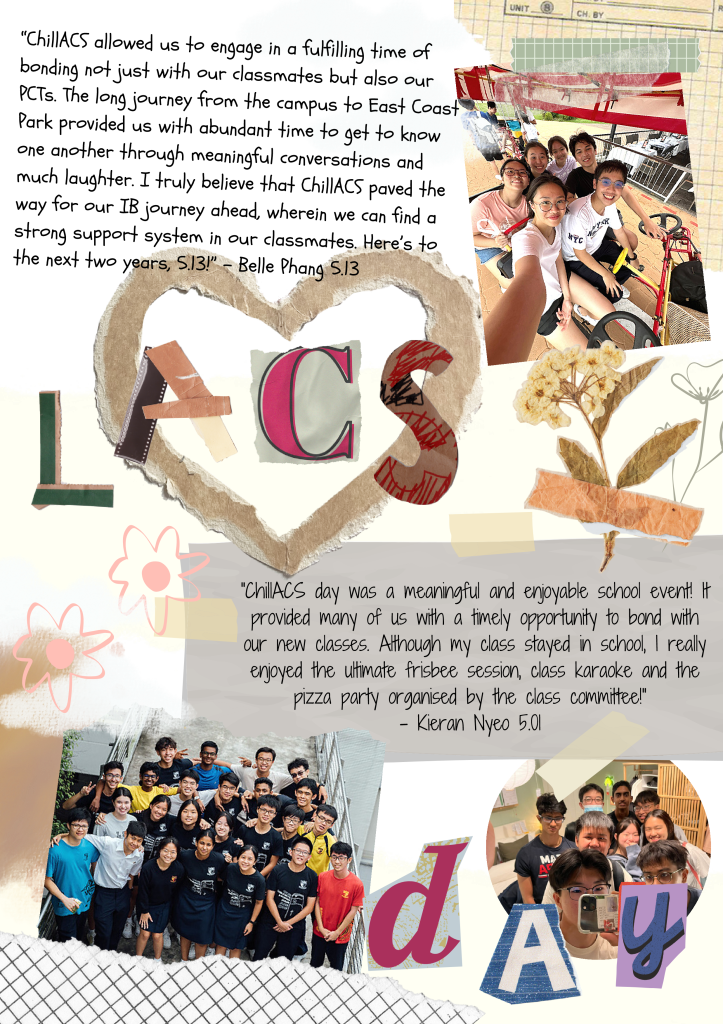 UNIT 8 CH. BY
"ChillACS allowed us to engage in a fulfilling time of
bonding not just with our classmates but also our
PCTs. The long journey from the campus to East Coast
Park provided us with abundant time to get to know
one another through meaningful conversations and
much laughter. I truly believe that ChillACS paved the
way for our IB journey ahead, wherein we can find a
strong support system in our classmates. Here's to
the next two years, 5.13!" - Belle Phang 5.13
LACS
"ChillACS day was a meaningful and enjoyable school event! It
provided many of us with a timely opportunity to bond with
our new classes. Although my class stayed in school, I really
enjoyed the ultimate frisbee session, class karaoke and the
pizza party organised by the class committee!"
- Kieran Nyeo 5.01
dAy